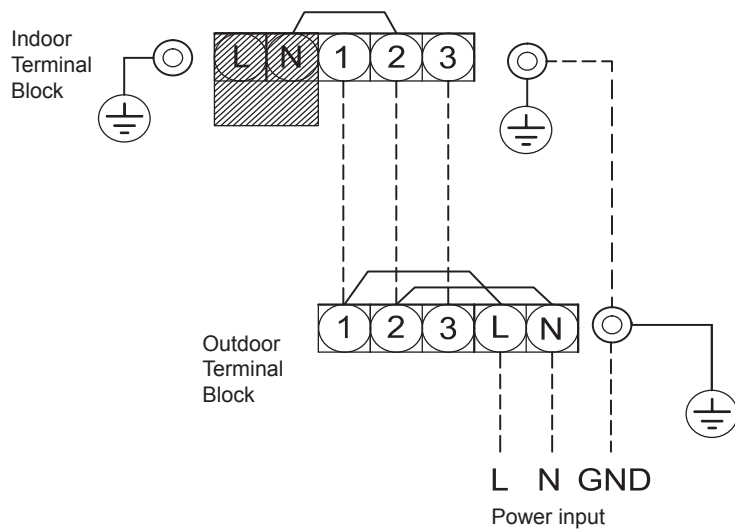 Indoor
Terminal
Block
L N 1 2 3
1 2 3 L N
Outdoor
Terminal
Block
L N GND
Power input